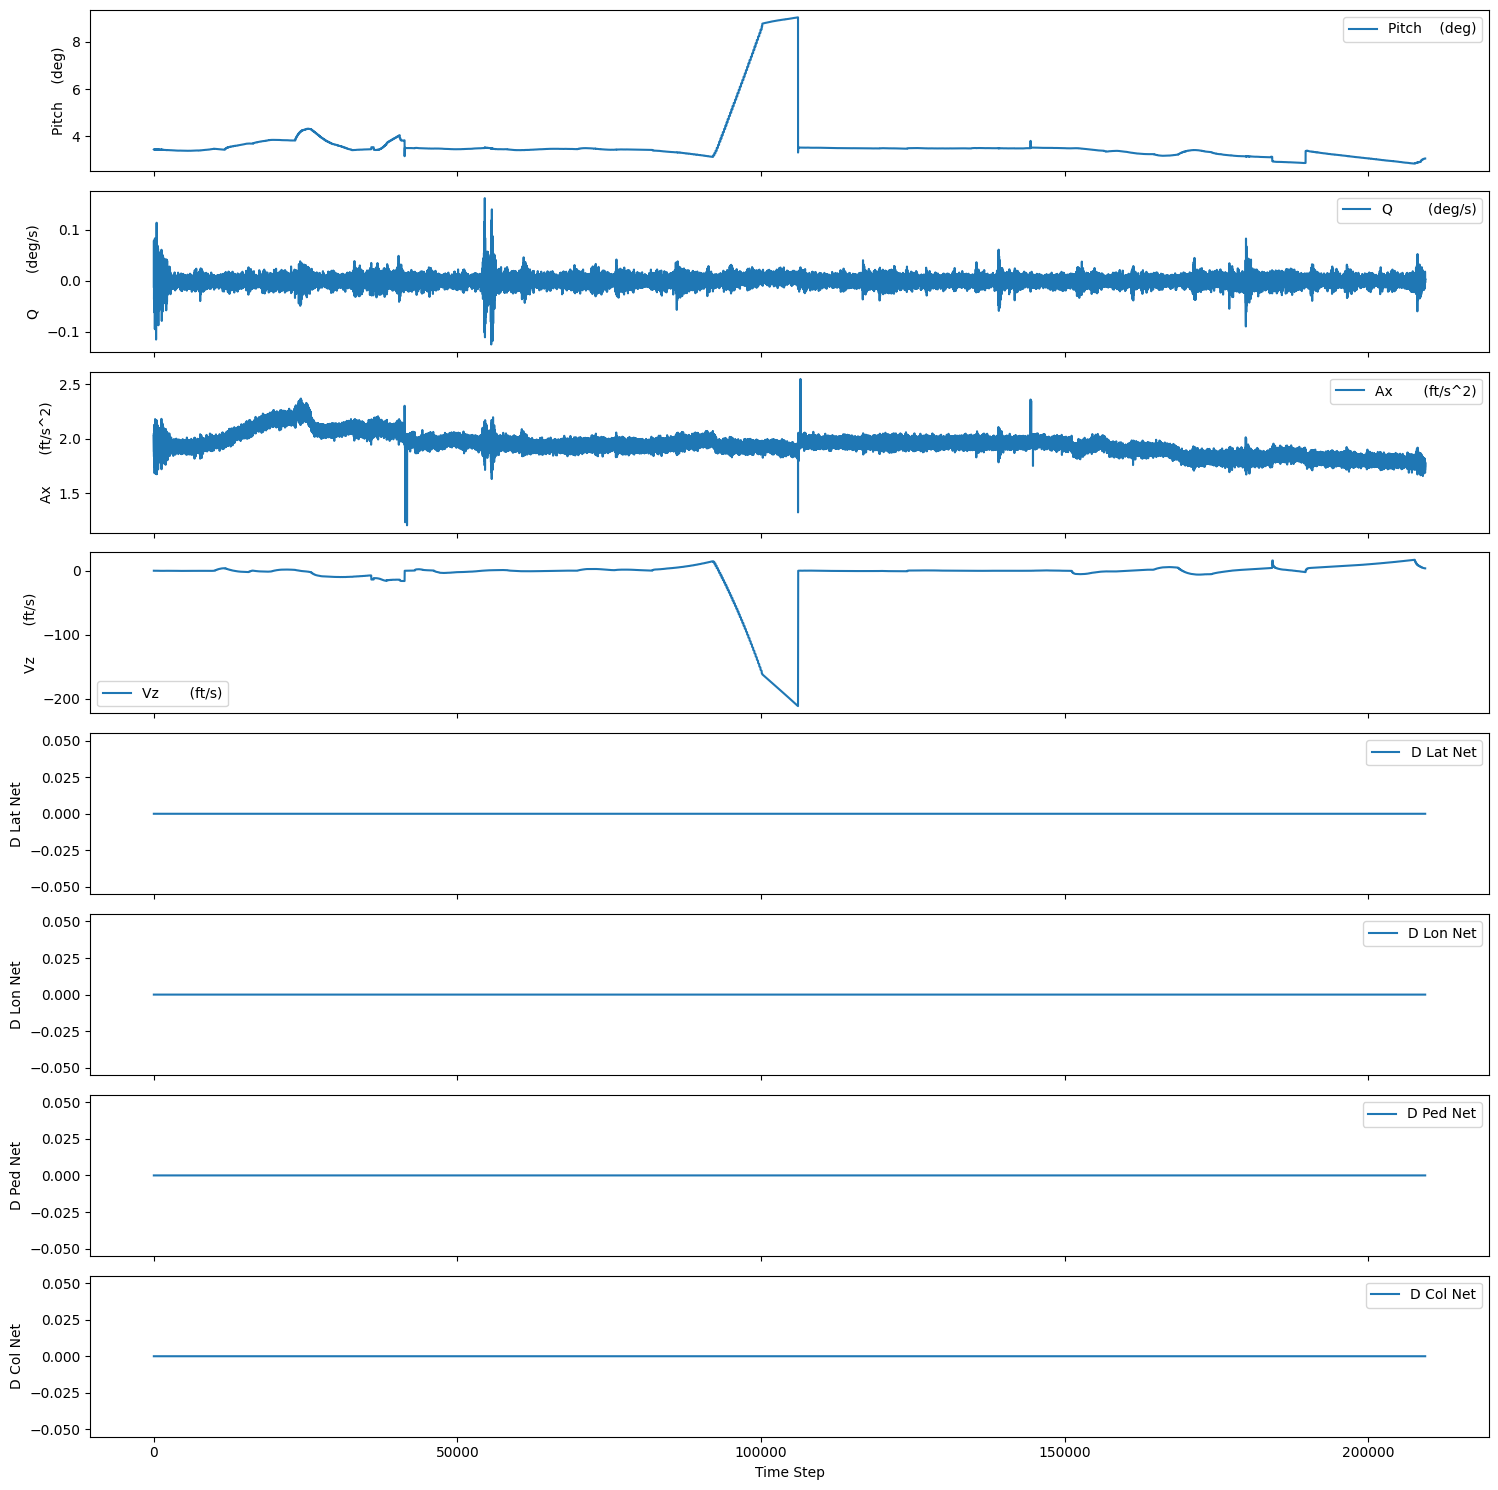 Pitch    (deg)
8
6
4
Pitch    (deg)
Q        (deg/s)
0.1
0.0
−0.1
Q        (deg/s)
Ax       (ft/s^2)
2.5
2.0
1.5
Ax       (ft/s^2)
0
−100
−200
Vz       (ft/s)
Vz       (ft/s)
D Lat Net
0.050
0.025
0.000
−0.025
−0.050
D Lat Net
D Lon Net
0.050
0.025
0.000
−0.025
−0.050
D Lon Net
D Ped Net
0.050
0.025
0.000
−0.025
−0.050
D Ped Net
D Col Net
0.050
0.025
0.000
−0.025
−0.050
D Col Net
0 50000 100000 150000 200000
Time Step